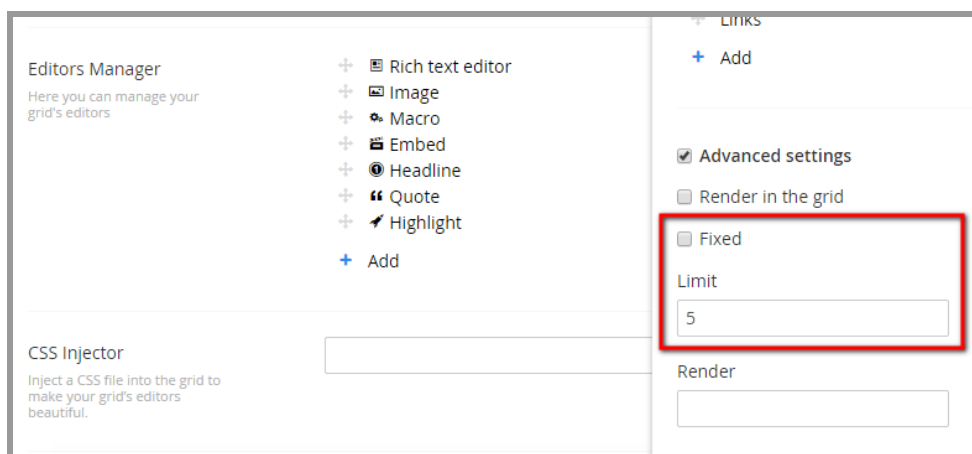 Editors Manager
Here you can manage your
grid's editors
Rich text editor
Image
Macro
Embed
Headline
Quote
Highlight
Add
CSS Injector
Inject a CSS file into the grid to
make your grid's editors
beautiful.
Links
Add
Advanced settings
Render in the grid
Fixed
Limit
5
Render